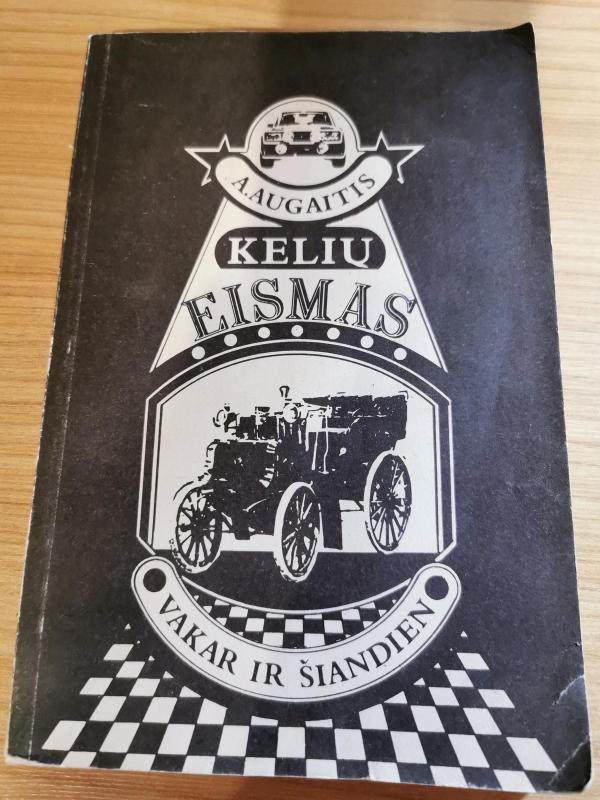 A.AUGAITIS
KELIŲ
EISMAS
VAKAR IR ŠIANDIEN